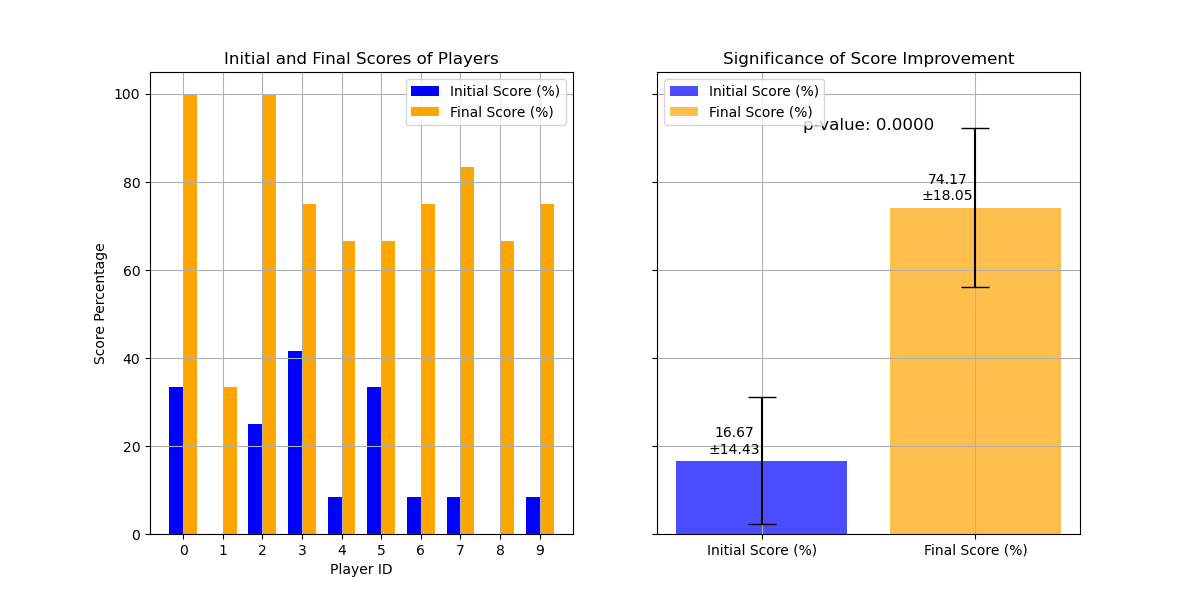 Initial and Final Scores of Players
Initial Score (%)
Final Score (%)
100
80
60
40
20
0
Score Percentage
0 1 2 3 4 5 6 7 8 9
Player ID
Significance of Score Improvement
Initial Score (%)
Final Score (%)
p-value: 0.0000
74.17
±18.05
16.67
±14.43
Initial Score (%) Final Score (%)